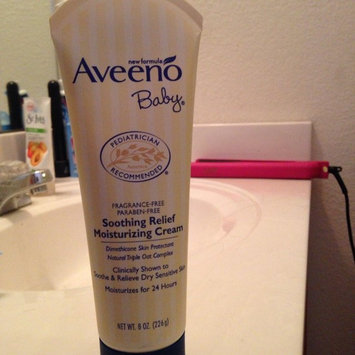 new formula
Aveeno
Baby®
PEDIATRICIAN
RECOMMENDED
FRAGRANCE-FREE
PARABEN-FREE
Soothing Relief
Moisturizing Cream
Dimethicone Skin Protectant
Natural Triple Oat Complex
Clinically Shown to
Soothe & Relieve Dry Sensitive Skin
Moisturizes for 24 Hours
NET WT. 8 OZ. (226g)
St. Ives